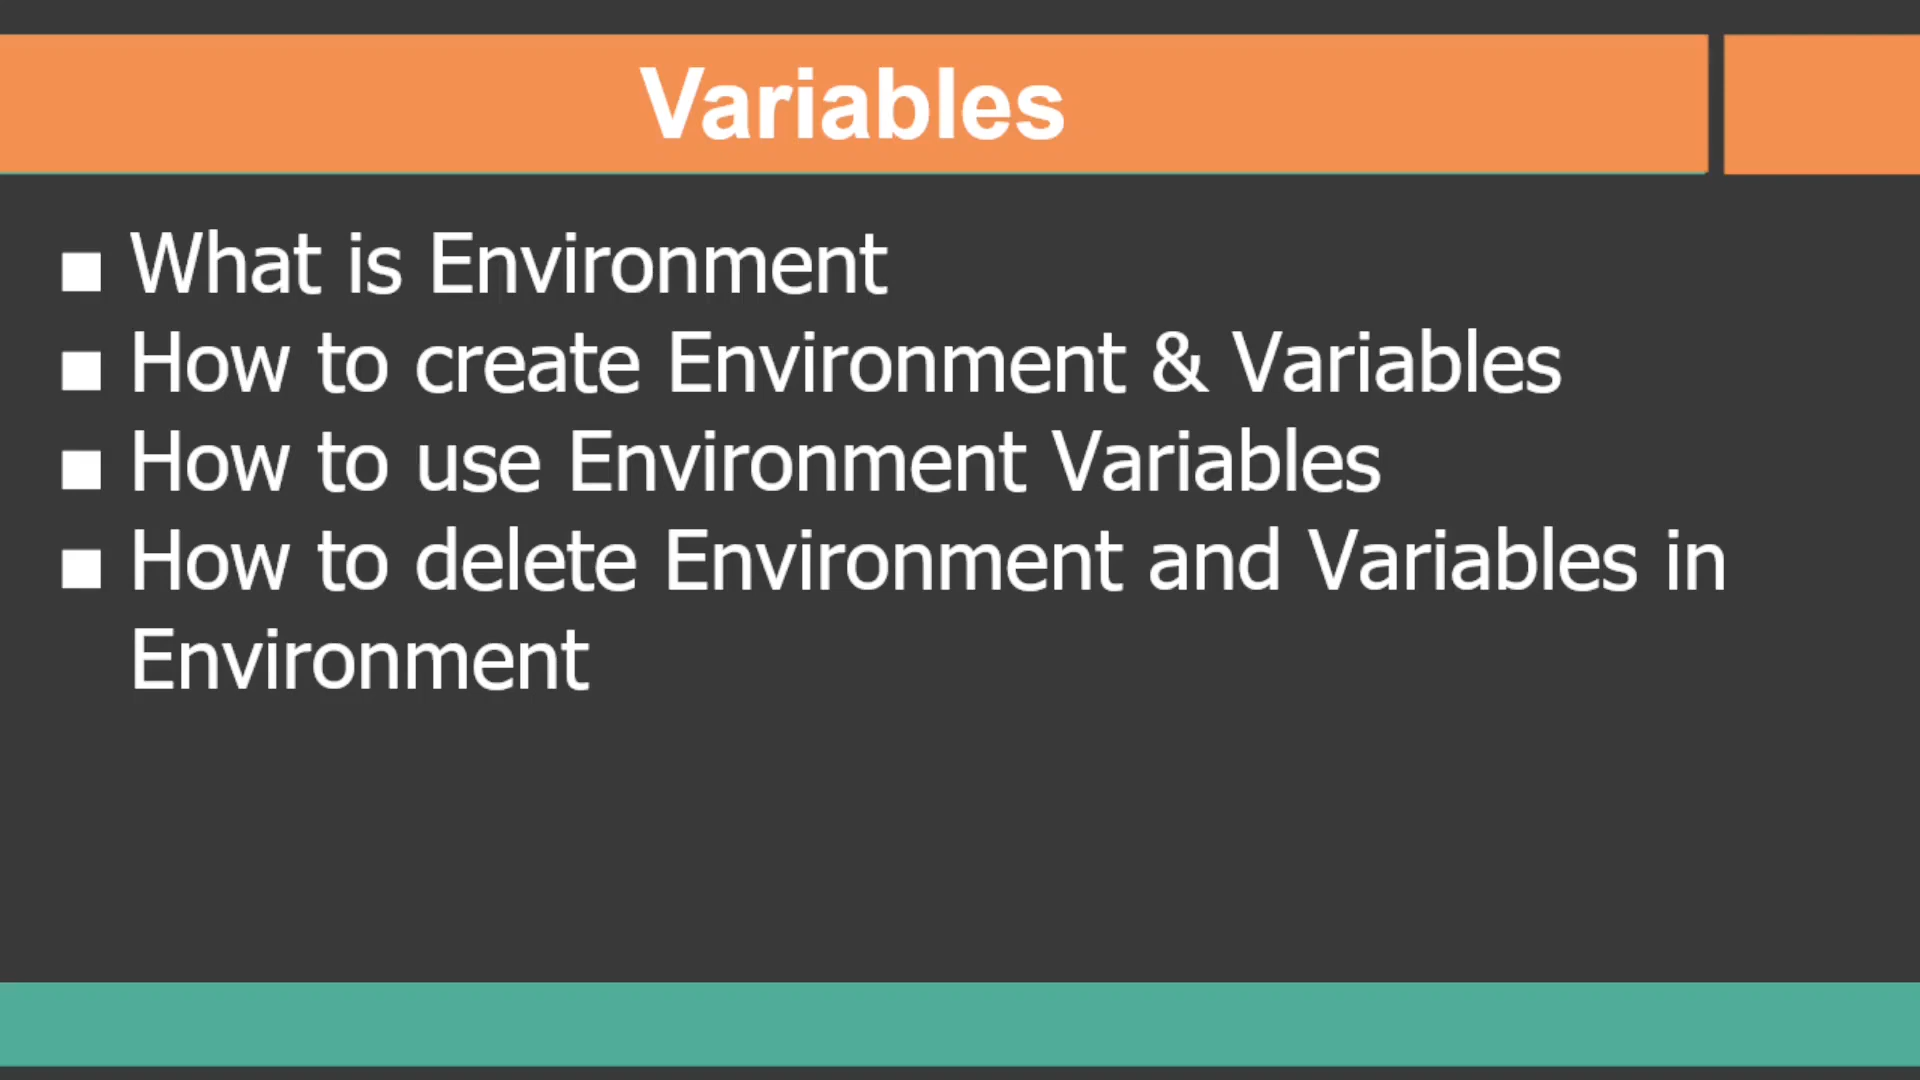 Variables
What is Environment
How to create Environment & Variables
How to use Environment Variables
How to delete Environment and Variables in
Environment